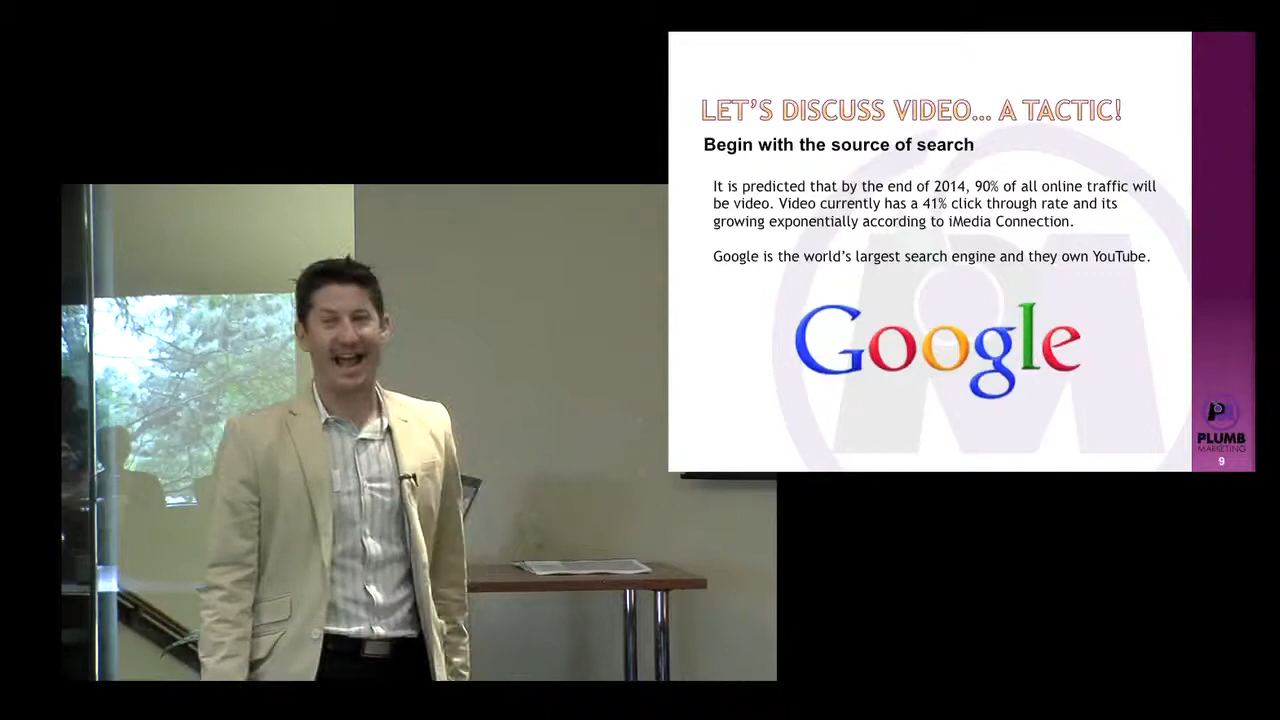 LET'S DISCUSS VIDEO... A TACTIC!
Begin with the source of search
It is predicted that by the end of 2014, 90% of all online traffic will
be video. Video currently has a 41% click through rate and its
growing exponentially according to iMedia Connection.
Google is the world's largest search engine and they own YouTube.
Google
PLUMB
MARKETING
9